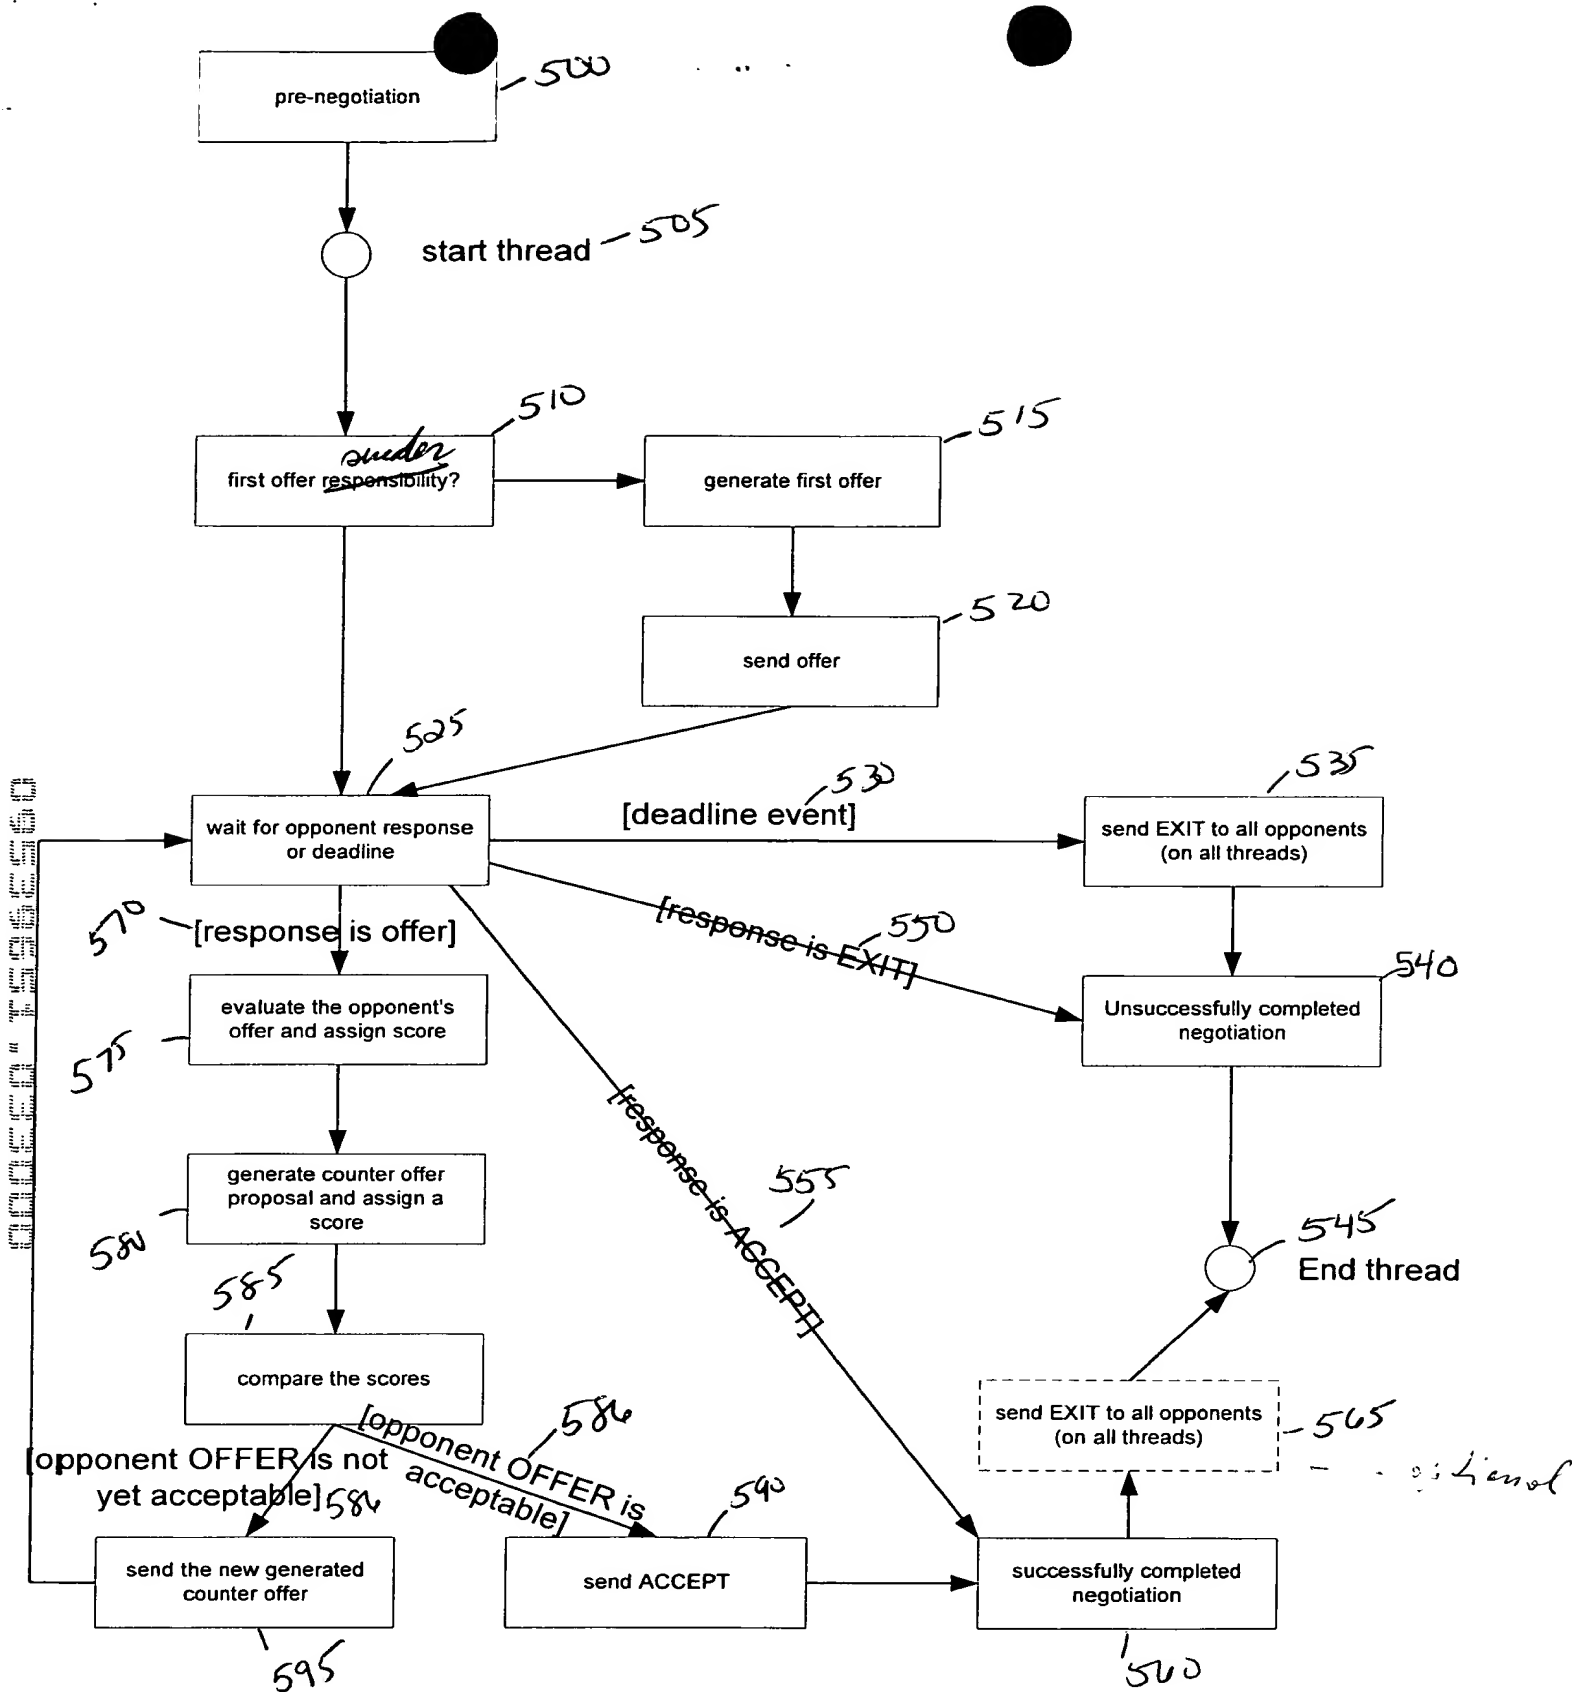 500
pre-negotiation
start thread
505
510
515
sender
first offer responsibility?
generate first offer
520
send offer
525
530
535
[deadline event]
wait for opponent response
or deadline
send EXIT to all opponents
(on all threads)
570
[response is offer]
[response is EXIT]
550
540
evaluate the opponent's
offer and assign score
575
Unsuccessfully completed
negotiation
[response is ACCEPT]
555
generate counter offer
proposal and assign a
score
580
585
545
End thread
compare the scores
[opponent OFFER is
acceptable]
586
send EXIT to all opponents
(on all threads)
565
optional
[opponent OFFER is not
yet acceptable]
586
590
send the new generated
counter offer
send ACCEPT
successfully completed
negotiation
595
560